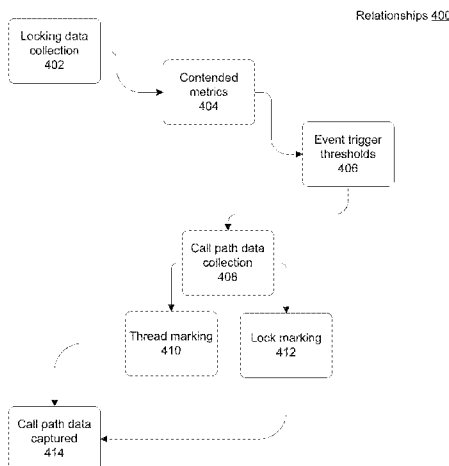 Relationships 400
Locking data
collection
402
Contended
metrics
404
Event trigger
thresholds
406
Call path data
collection
408
Thread marking
410
Lock marking
412
Call path data
captured
414